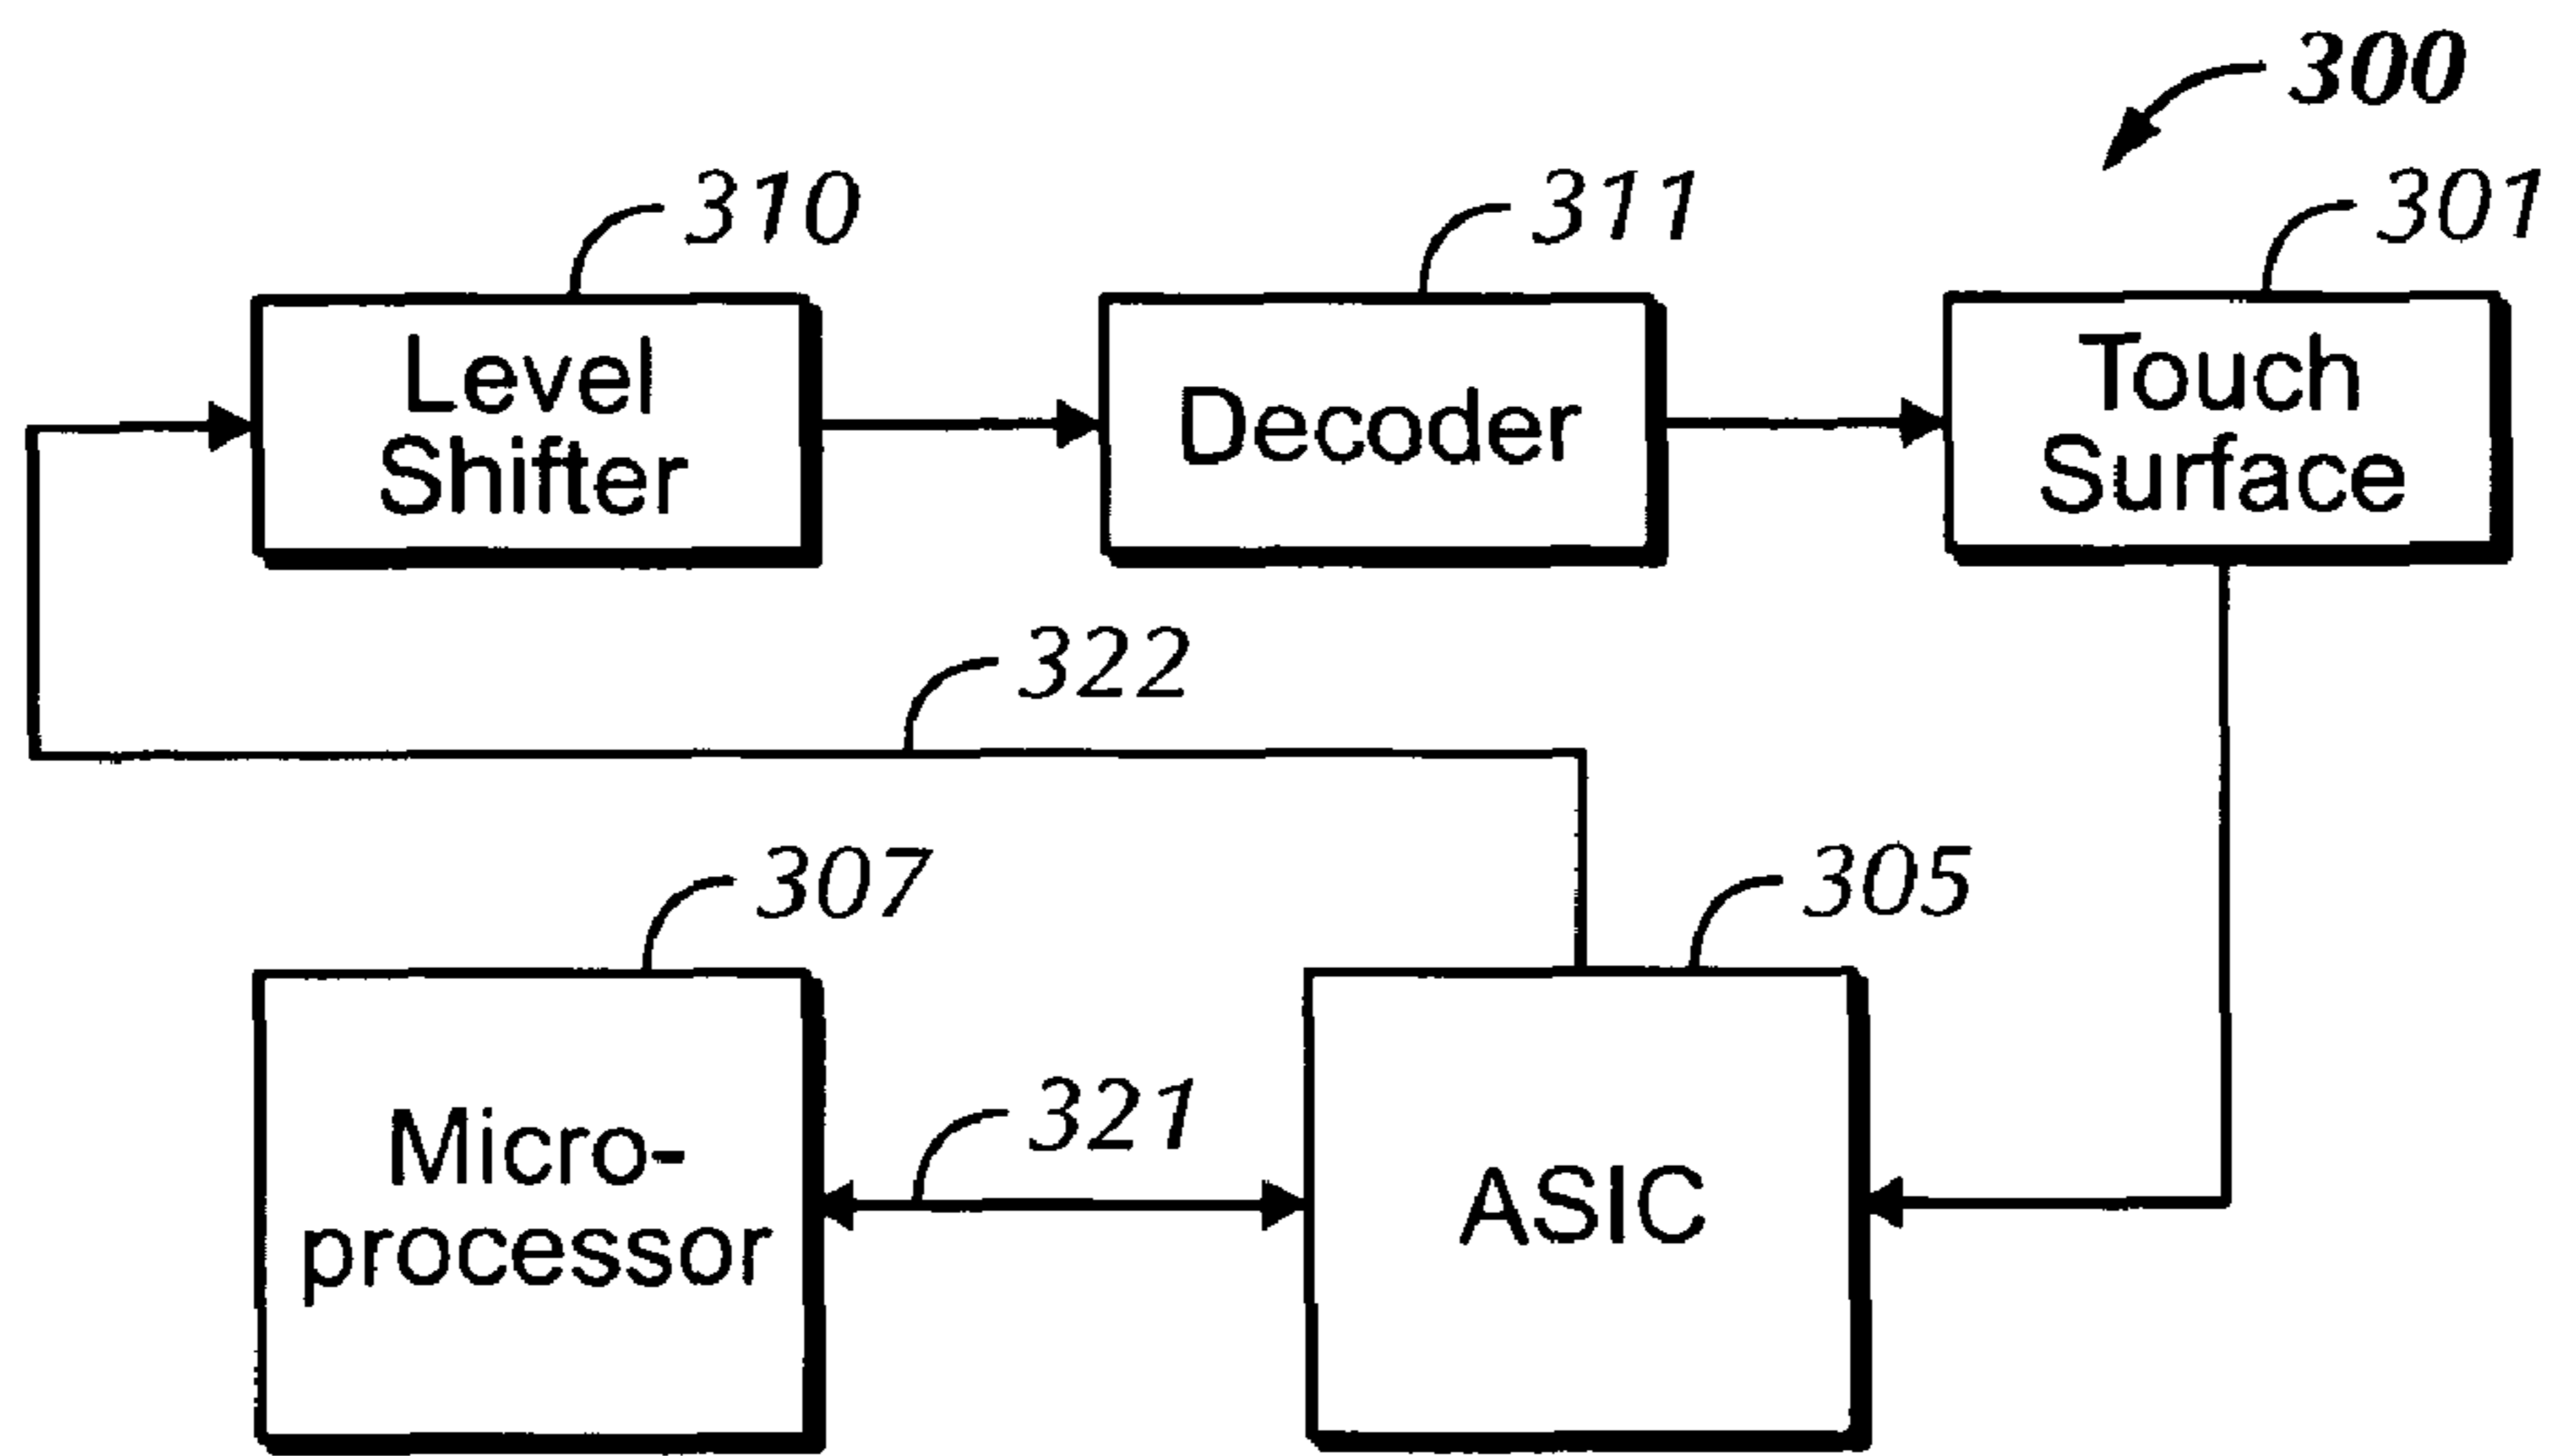 300
310
311
301
Level
Shifter
Decoder
Touch
Surface
322
307
305
321
Micro-
processor
ASIC